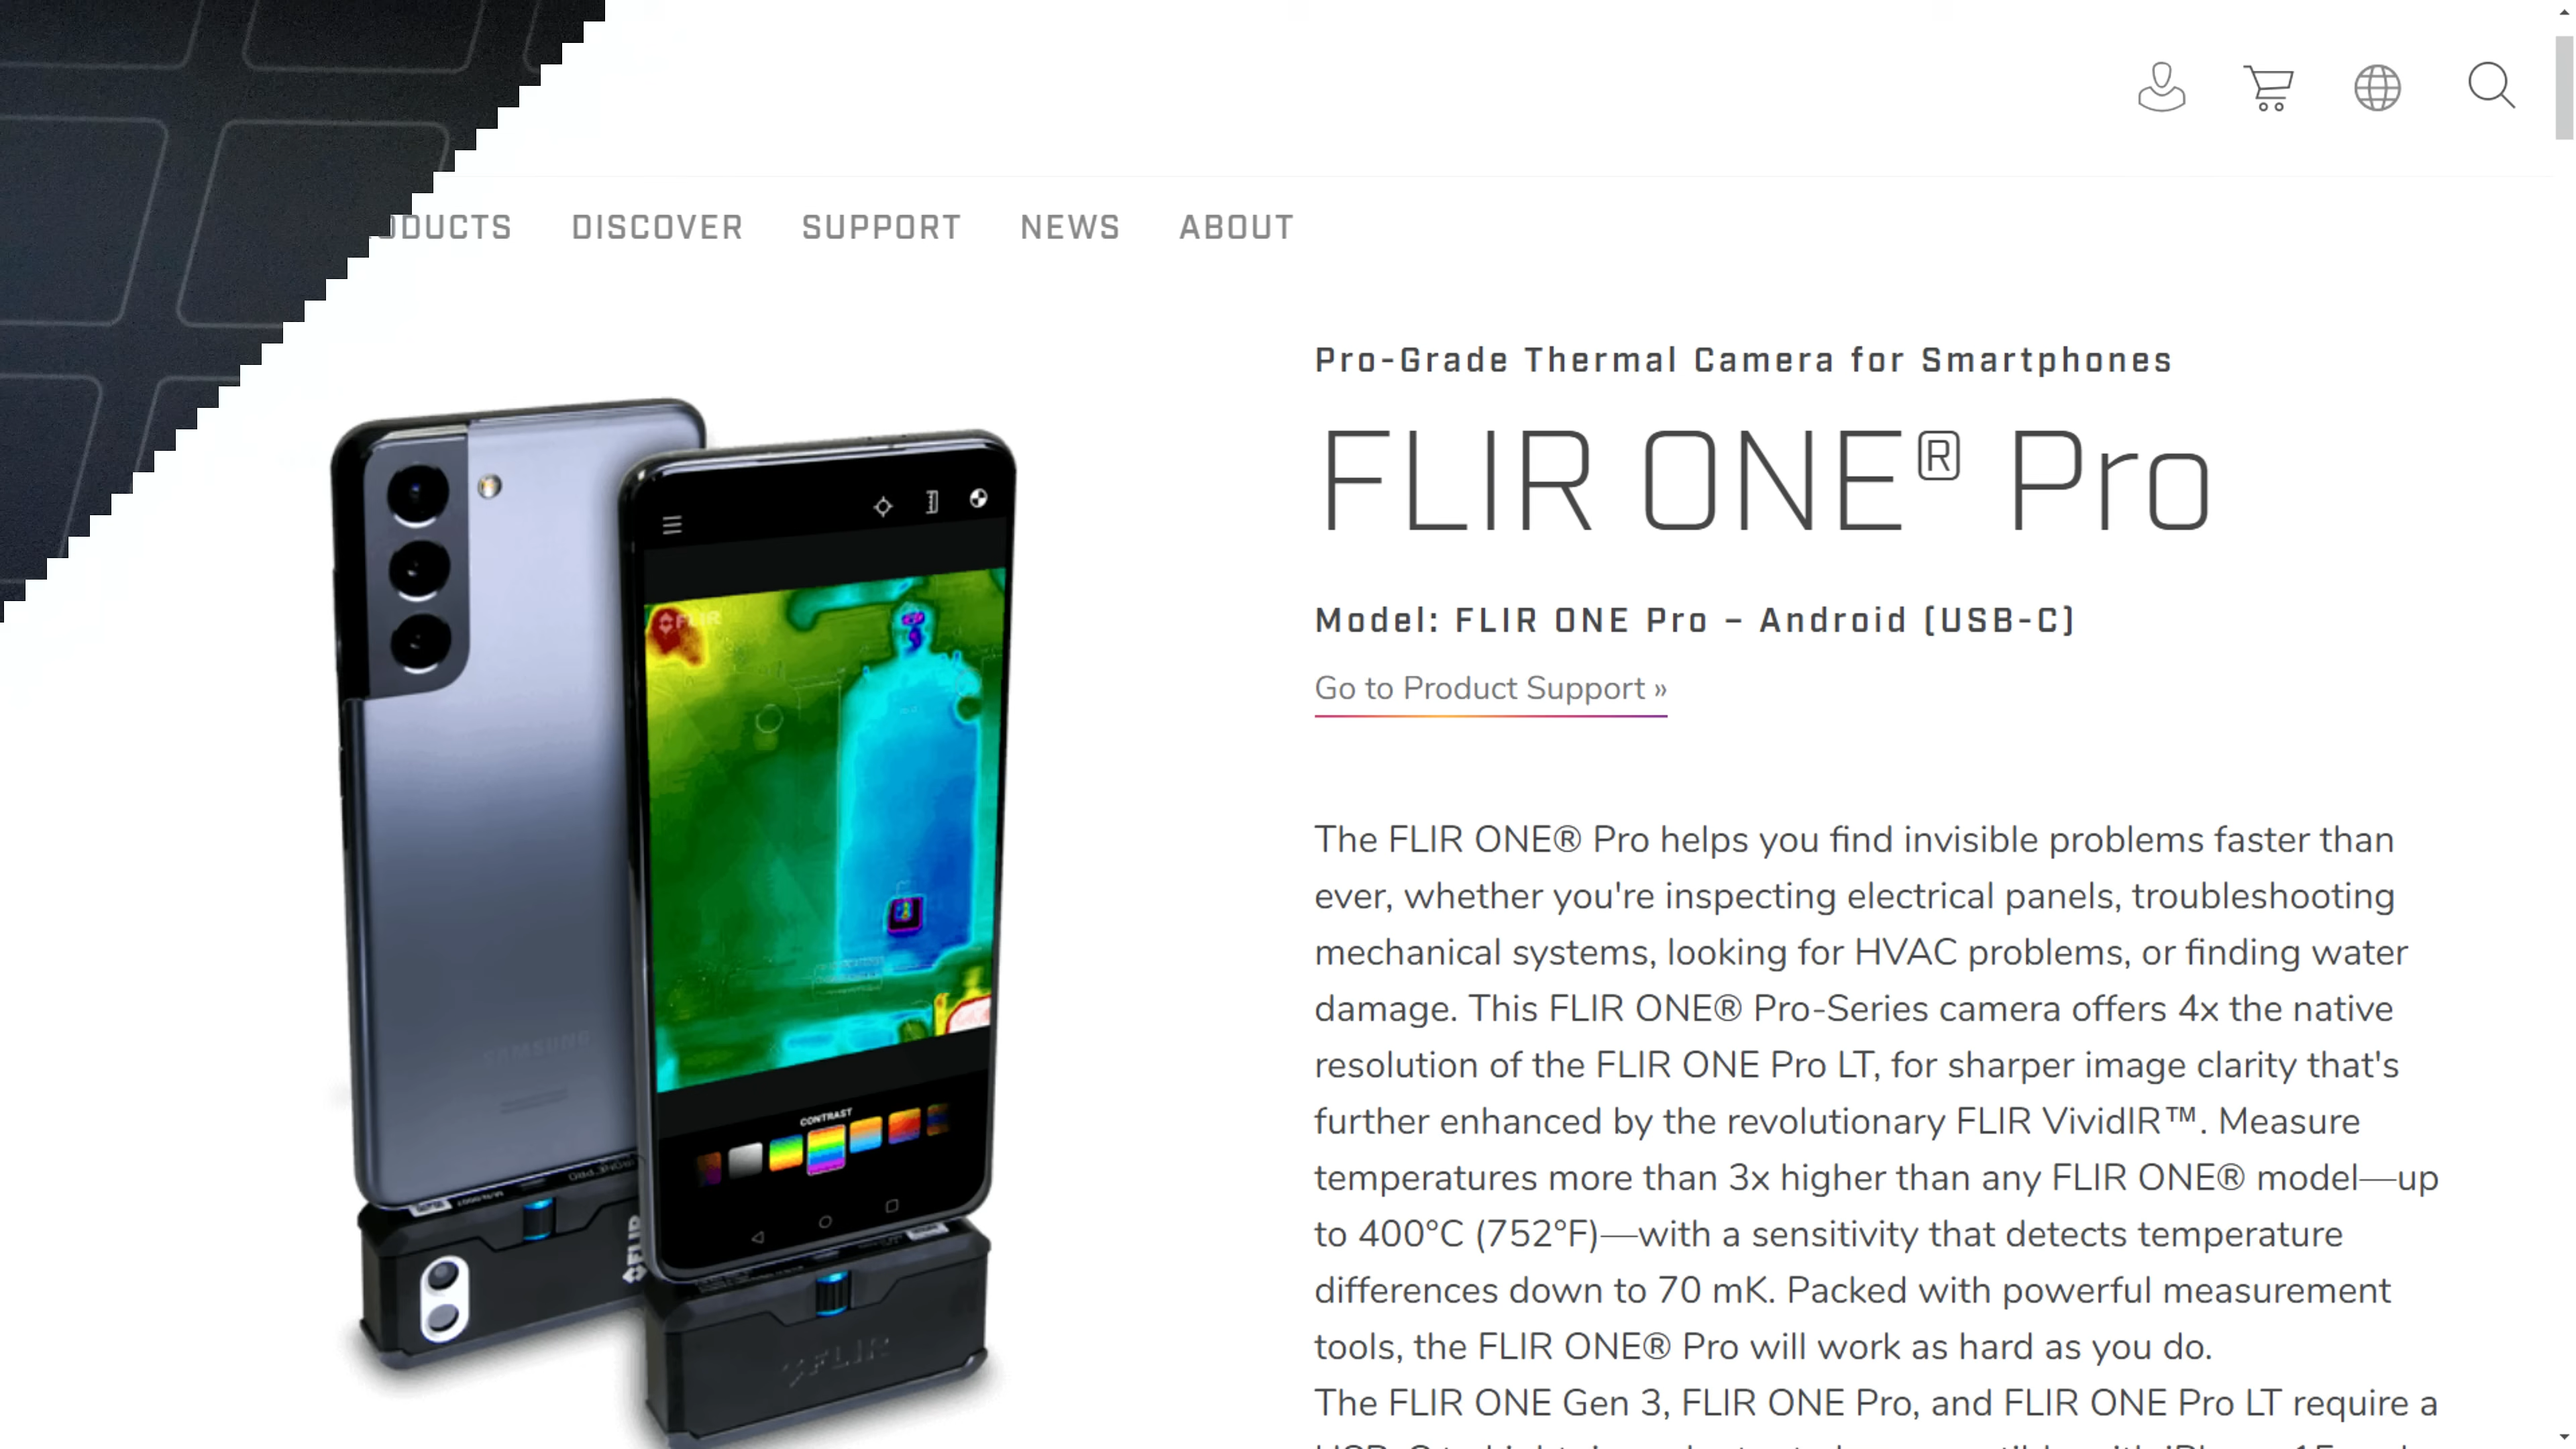 DUCTS DISCOVER SUPPORT NEWS ABOUT
Pro-Grade Thermal Camera for Smartphones
FLIR ONE® Pro
Model: FLIR ONE Pro – Android (USB-C)
Go to Product Support »
The FLIR ONE® Pro helps you find invisible problems faster than
ever, whether you're inspecting electrical panels, troubleshooting
mechanical systems, looking for HVAC problems, or finding water
damage. This FLIR ONE® Pro-Series camera offers 4x the native
resolution of the FLIR ONE Pro LT, for sharper image clarity that's
further enhanced by the revolutionary FLIR VividIR™. Measure
temperatures more than 3x higher than any FLIR ONE® model—up
to 400°C (752°F)—with a sensitivity that detects temperature
differences down to 70 mK. Packed with powerful measurement
tools, the FLIR ONE® Pro will work as hard as you do.
The FLIR ONE Gen 3, FLIR ONE Pro, and FLIR ONE Pro LT require a
FLIR
SAMSUNG
CONTRAST
FLIR
FLIR